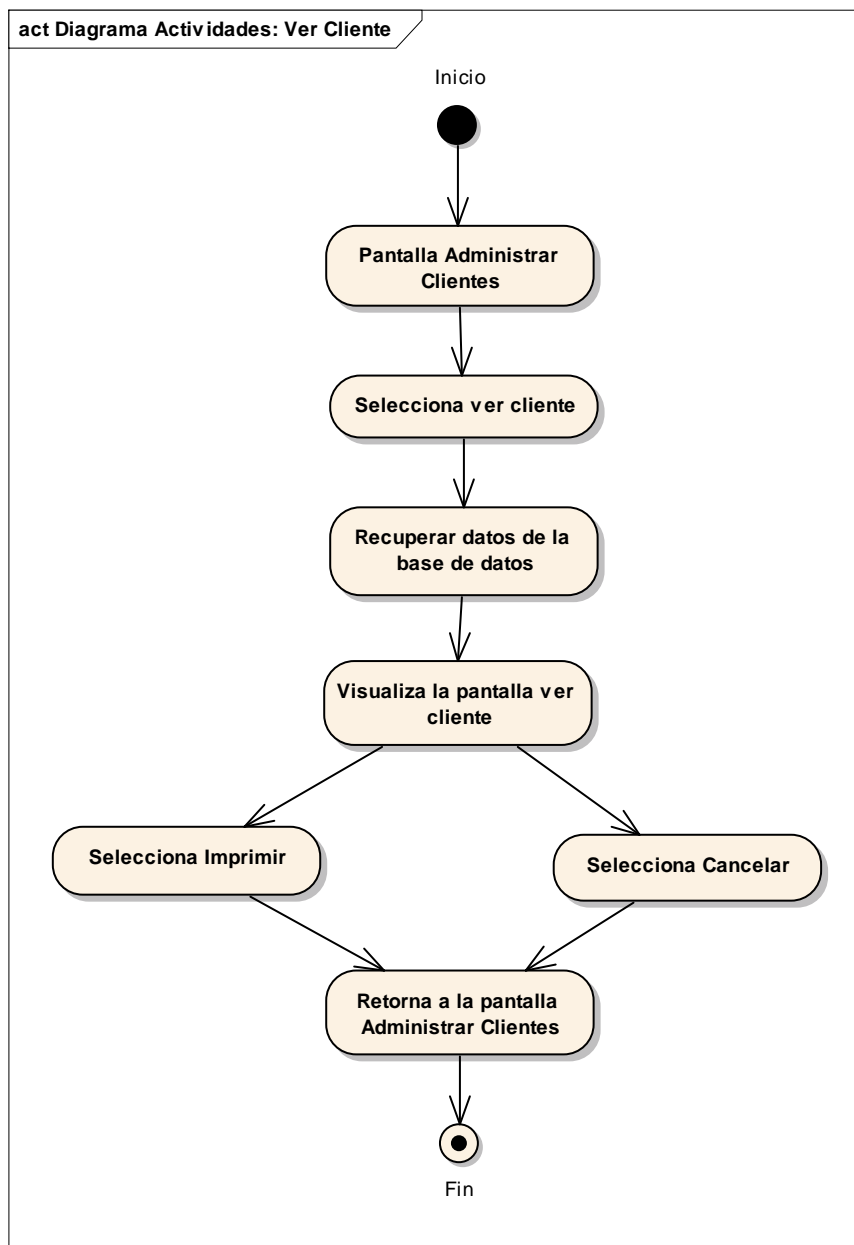 act Diagrama Actividades: Ver Cliente
Inicio
Pantalla Administrar
Clientes
Selecciona ver cliente
Recuperar datos de la
base de datos
Visualiza la pantalla ver
cliente
Selecciona Imprimir
Selecciona Cancelar
Retorna a la pantalla
Administrar Clientes
Fin